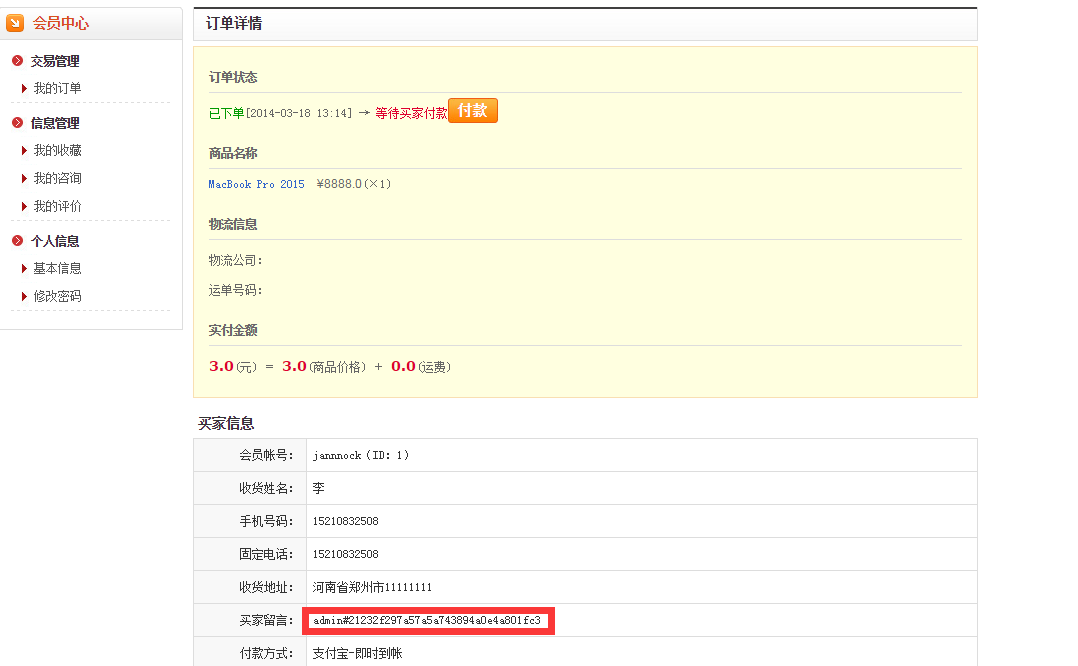 会员中心
交易管理
我的订单
信息管理
我的收藏
我的咨询
我的评价
个人信息
基本信息
修改密码
订单详情
订单状态
已下单[2014-03-18 13:14] → 等待买家付款 付款
商品名称
MacBook Pro 2015 ¥8888.0(×1)
物流信息
物流公司：
运单号码：
实付金额
3.0(元) = 3.0(商品价格) + 0.0(运费)
买家信息
会员帐号： jannnock（ID：1）
收货姓名： 李
手机号码： 15210832508
固定电话： 15210832508
收货地址： 河南省郑州市11111111
买家留言： admin#21232f297a57a5a743894a0e4a801fc3
付款方式： 支付宝-即时到帐